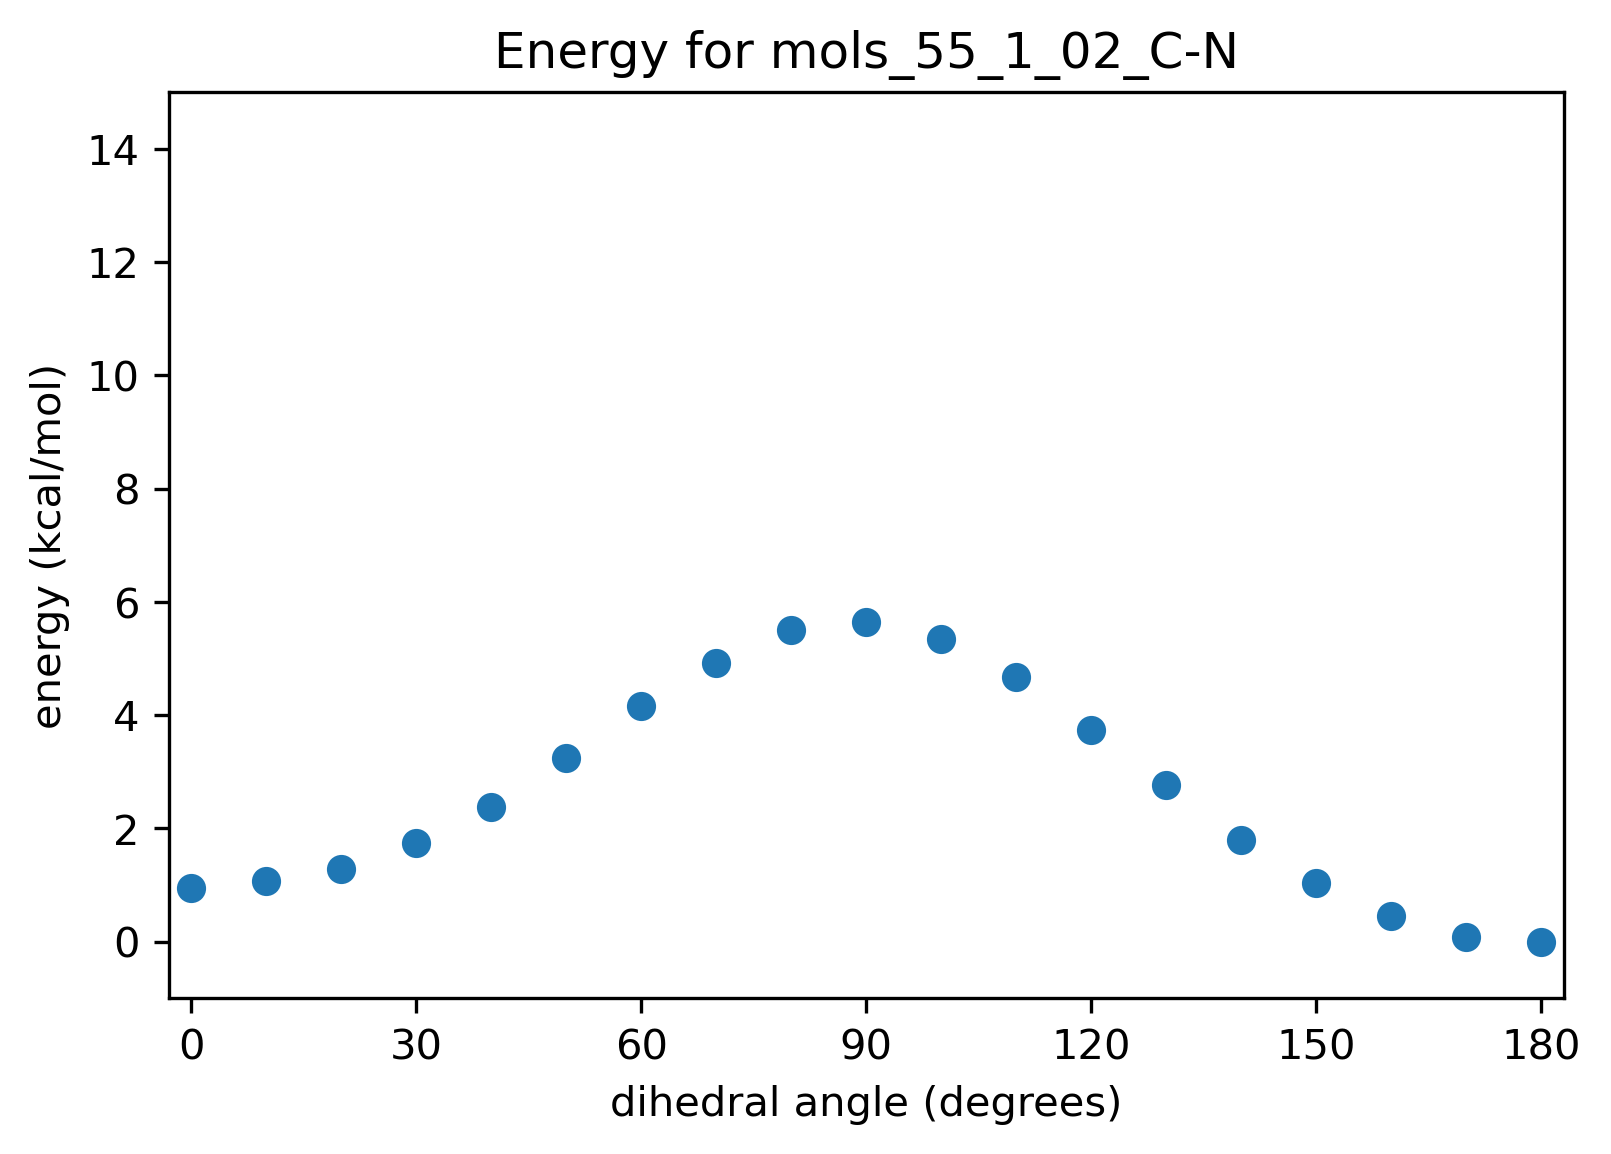 Energy for mols_55_1_02_C-N
14
12
10
8
6
4
2
0
energy (kcal/mol)
0 30 60 90 120 150 180
dihedral angle (degrees)